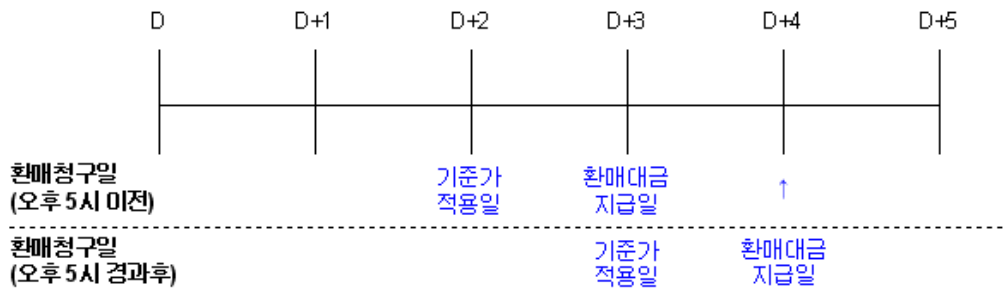 D D+1 D+2 D+3 D+4 D+5
환매청구일 기준가 환매대금 ↑
(오후 5시 이전) 적용일 지급일
환매청구일 기준가 환매대금
(오후 5시 경과후) 적용일 지급일